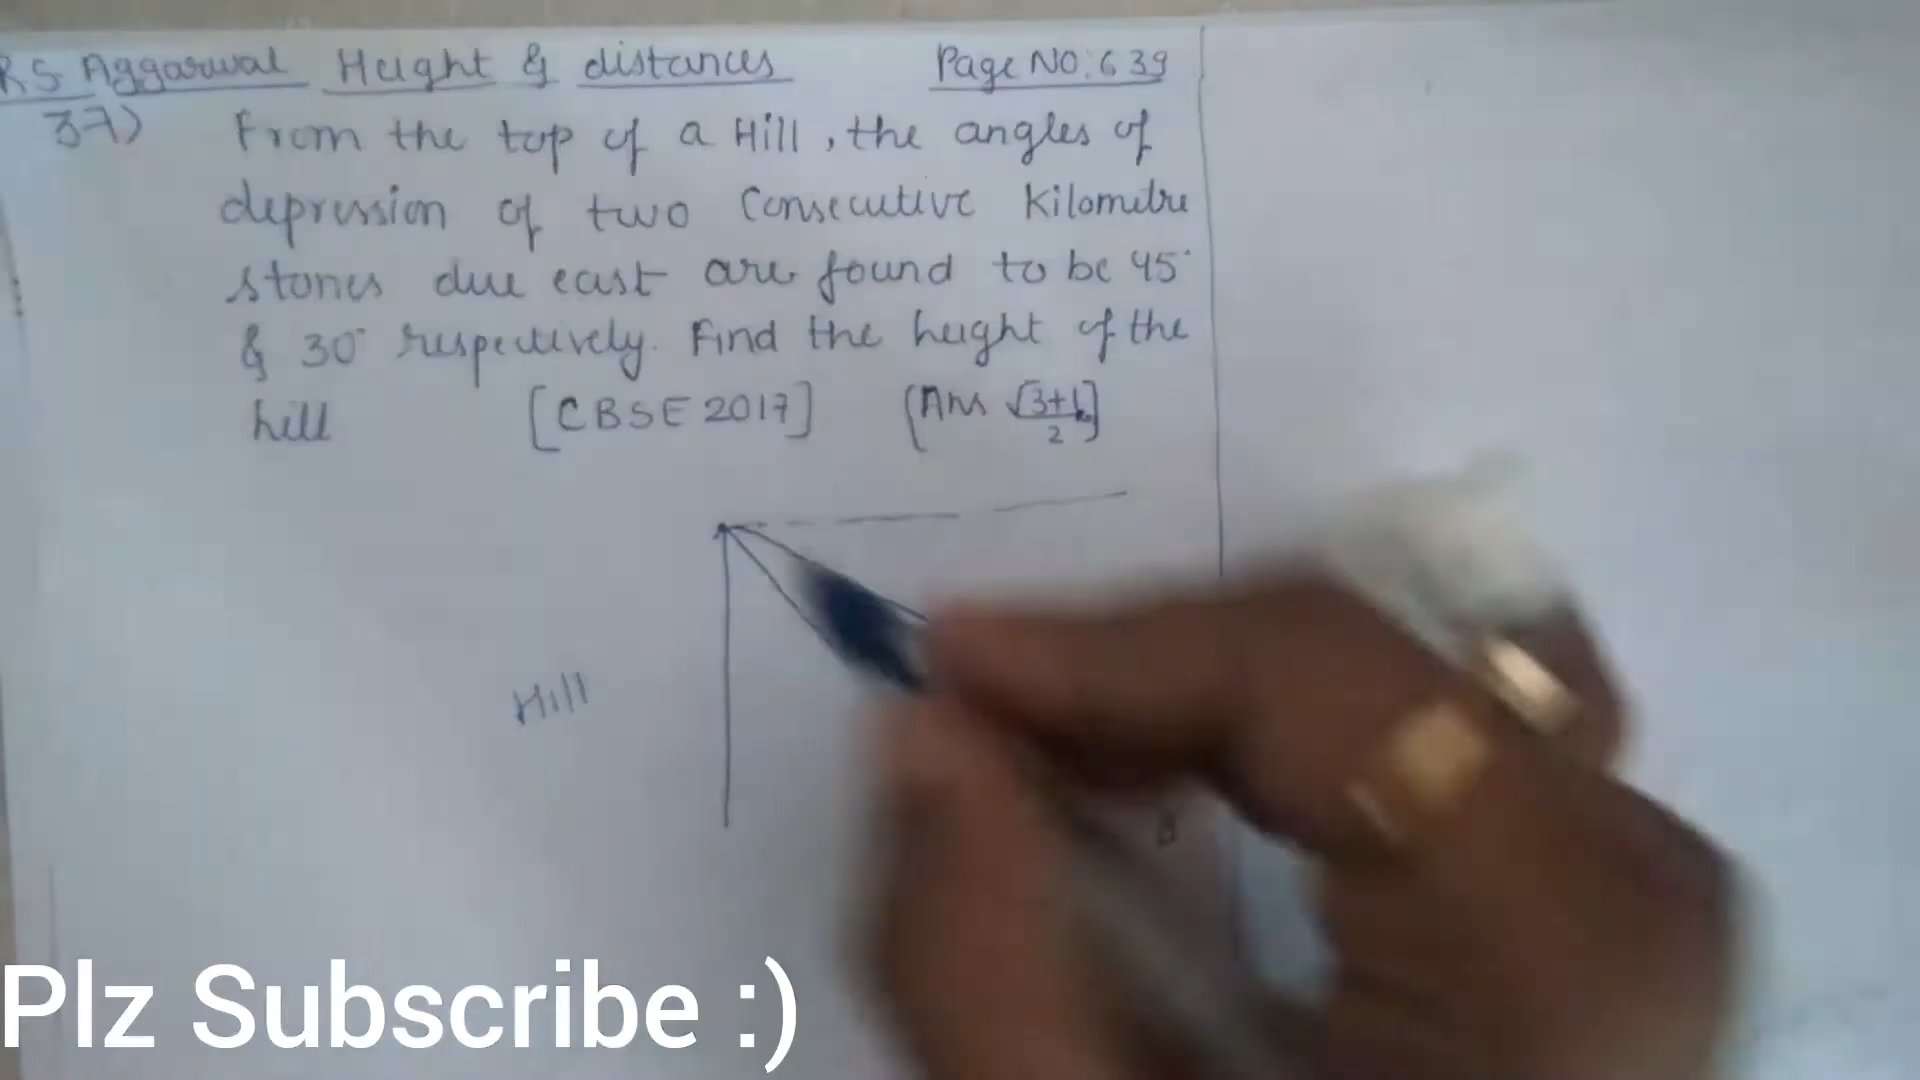 R.S. Aggarwal Height & distances Page NO: 639
37) From the top of a Hill, the angles of
depression of two Consecutive Kilometre
stones due east are found to be 45°
& 30° respectively. Find the height of the
hill [CBSE 2017] [Ans √3+1/2]
Hill
B
Plz Subscribe :)